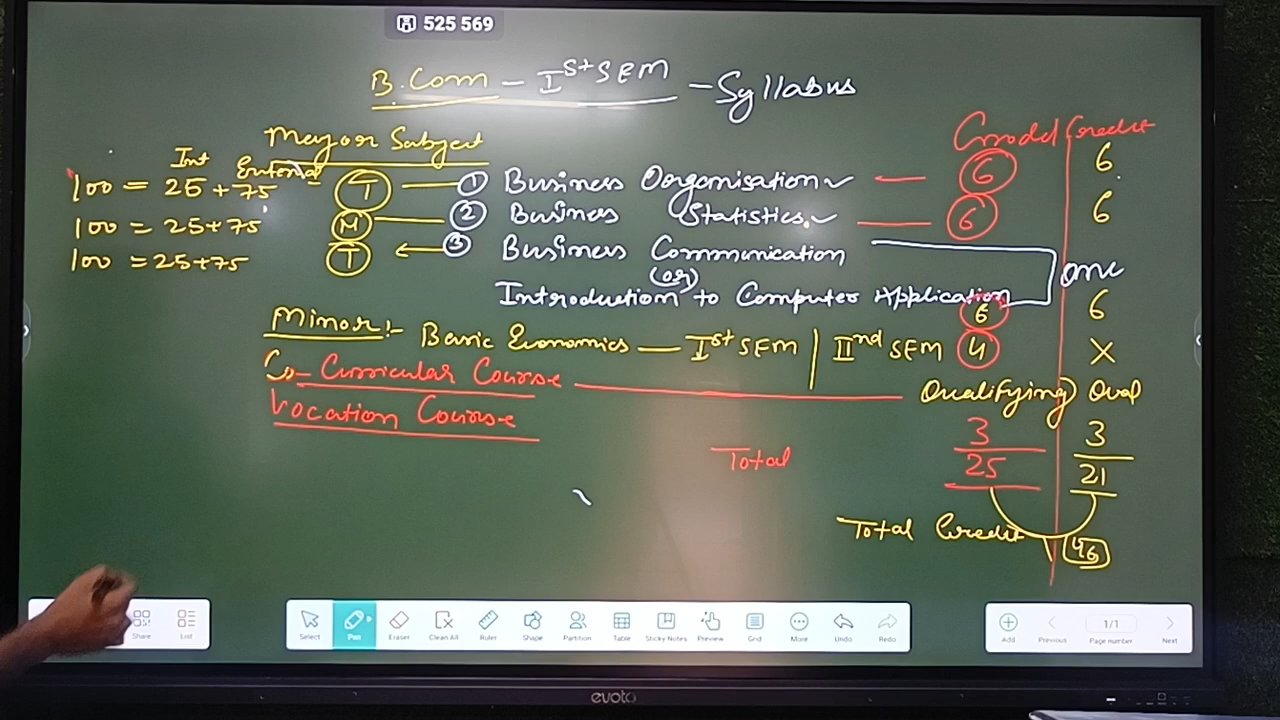 525 569
B.Com - Ist SEM - Syllabus
Mayor Subject Credit
Int External
100 = 25 + 75 T ① Business Oorgonisation 6 6
100 = 25+75 M ② Business Statistics 6 6
100 = 25+75 T ③ Business Communication
(or) One
Introduction to Computer Application 6 6
Minor:- Basic Economics — Ist SEM | IInd SEM 4 X
Co-Curricular Course Qualifying Qual
Vocation Course 3 3
Total 25 21
Total Credit 46
Share List Select Pen Eraser Clean All Ruler Shape Partition Table Sticky Notes Preview Grid More Undo Redo Add Previous 1/1 Page number Next
evoto